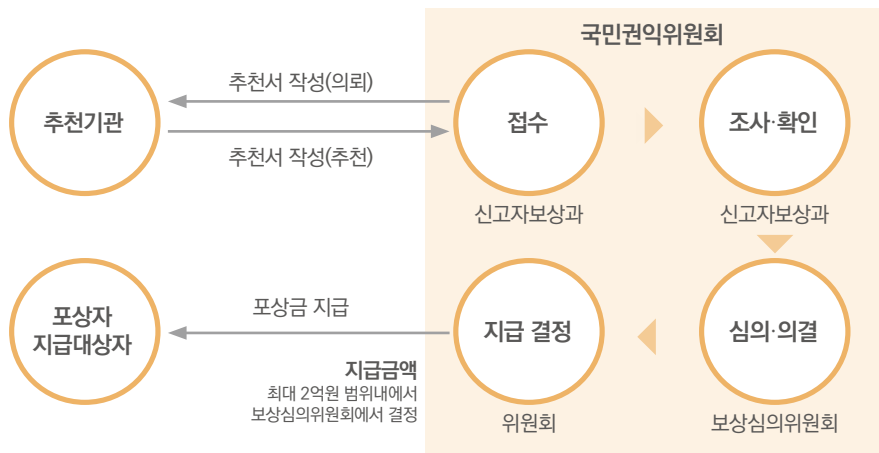 국민권익위원회
추천기관
추천서 작성(의뢰)
추천서 작성(추천)
접수
신고자보상과
조사·확인
신고자보상과
포상자
지급대상자
포상금 지급
지급금액
최대 2억원 범위내에서
보상심의위원회에서 결정
지급 결정
위원회
심의·의결
보상심의위원회